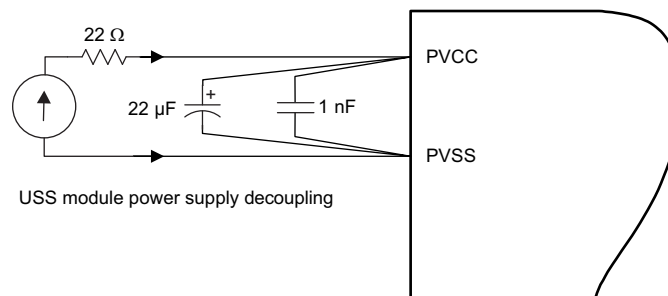 22 Ω
PVCC
+
22 µF
1 nF
PVSS
USS module power supply decoupling